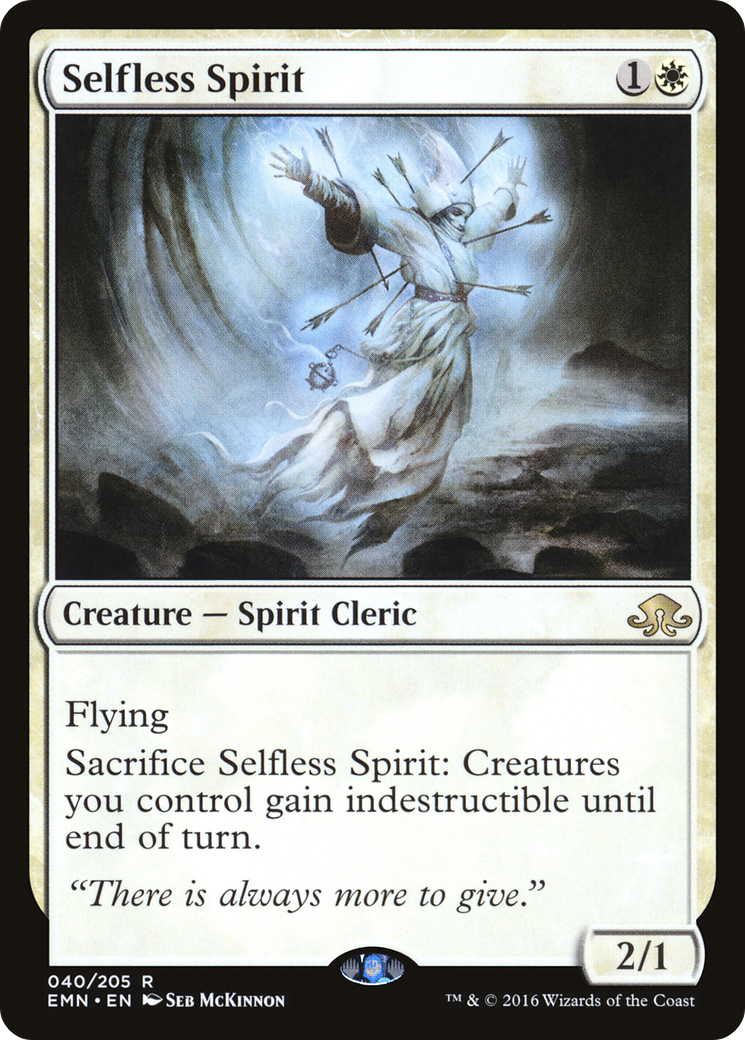 Selfless Spirit 1
Creature — Spirit Cleric
Flying
Sacrifice Selfless Spirit: Creatures
you control gain indestructible until
end of turn.
“There is always more to give.”
2/1
040/205 R
EMN • EN Seb McKinnon
™ & © 2016 Wizards of the Coast